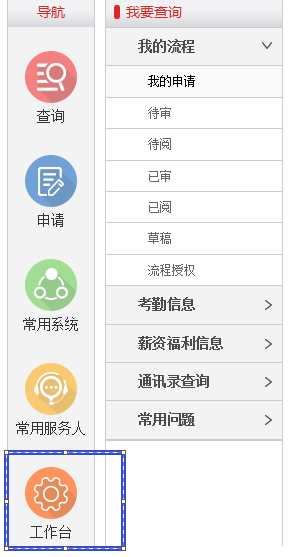 导航
查询
申请
常用系统
常用服务人
工作台
我要查询
我的流程
我的申请
待审
待阅
已审
已阅
草稿
流程授权
考勤信息
薪资福利信息
通讯录查询
常用问题